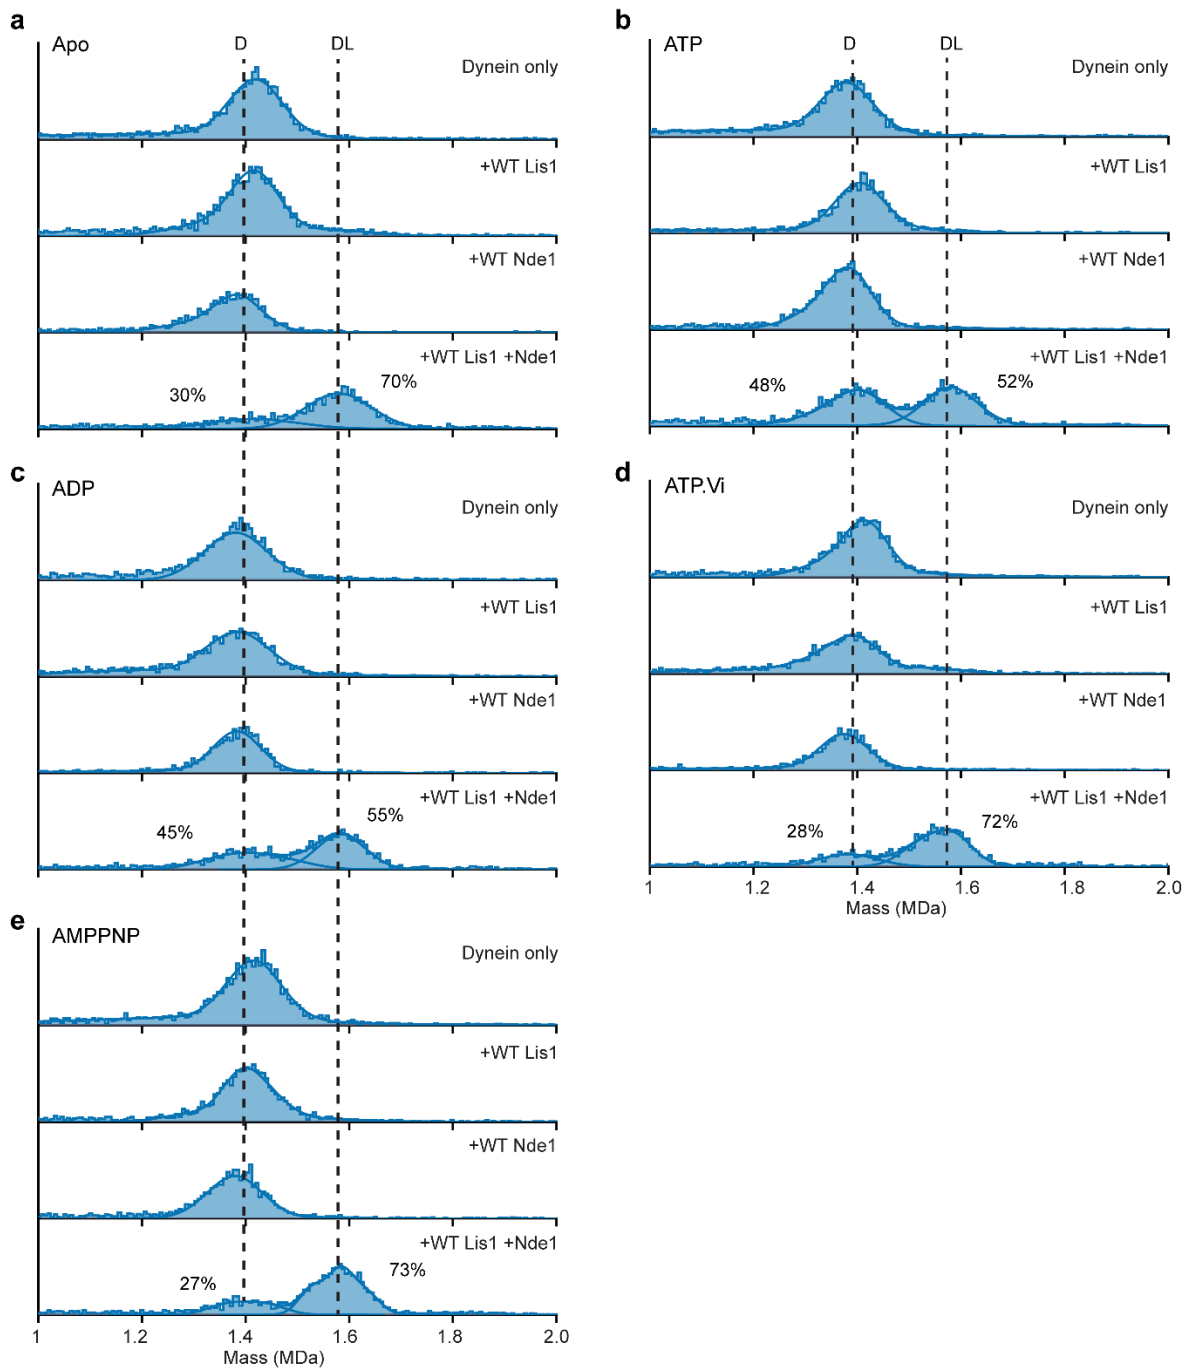 a
Apo
D
DL
Dynein only
+WT Lis1
+WT Nde1
+WT Lis1 +Nde1
30%
70%
b
ATP
D
DL
Dynein only
+WT Lis1
+WT Nde1
+WT Lis1 +Nde1
48%
52%
c
ADP
Dynein only
+WT Lis1
+WT Nde1
+WT Lis1 +Nde1
45%
55%
d
ATP.Vi
Dynein only
+WT Lis1
+WT Nde1
+WT Lis1 +Nde1
28%
72%
1 1.2 1.4 1.6 1.8 2.0
Mass (MDa)
e
AMPPNP
Dynein only
+WT Lis1
+WT Nde1
+WT Lis1 +Nde1
27%
73%
1 1.2 1.4 1.6 1.8 2.0
Mass (MDa)